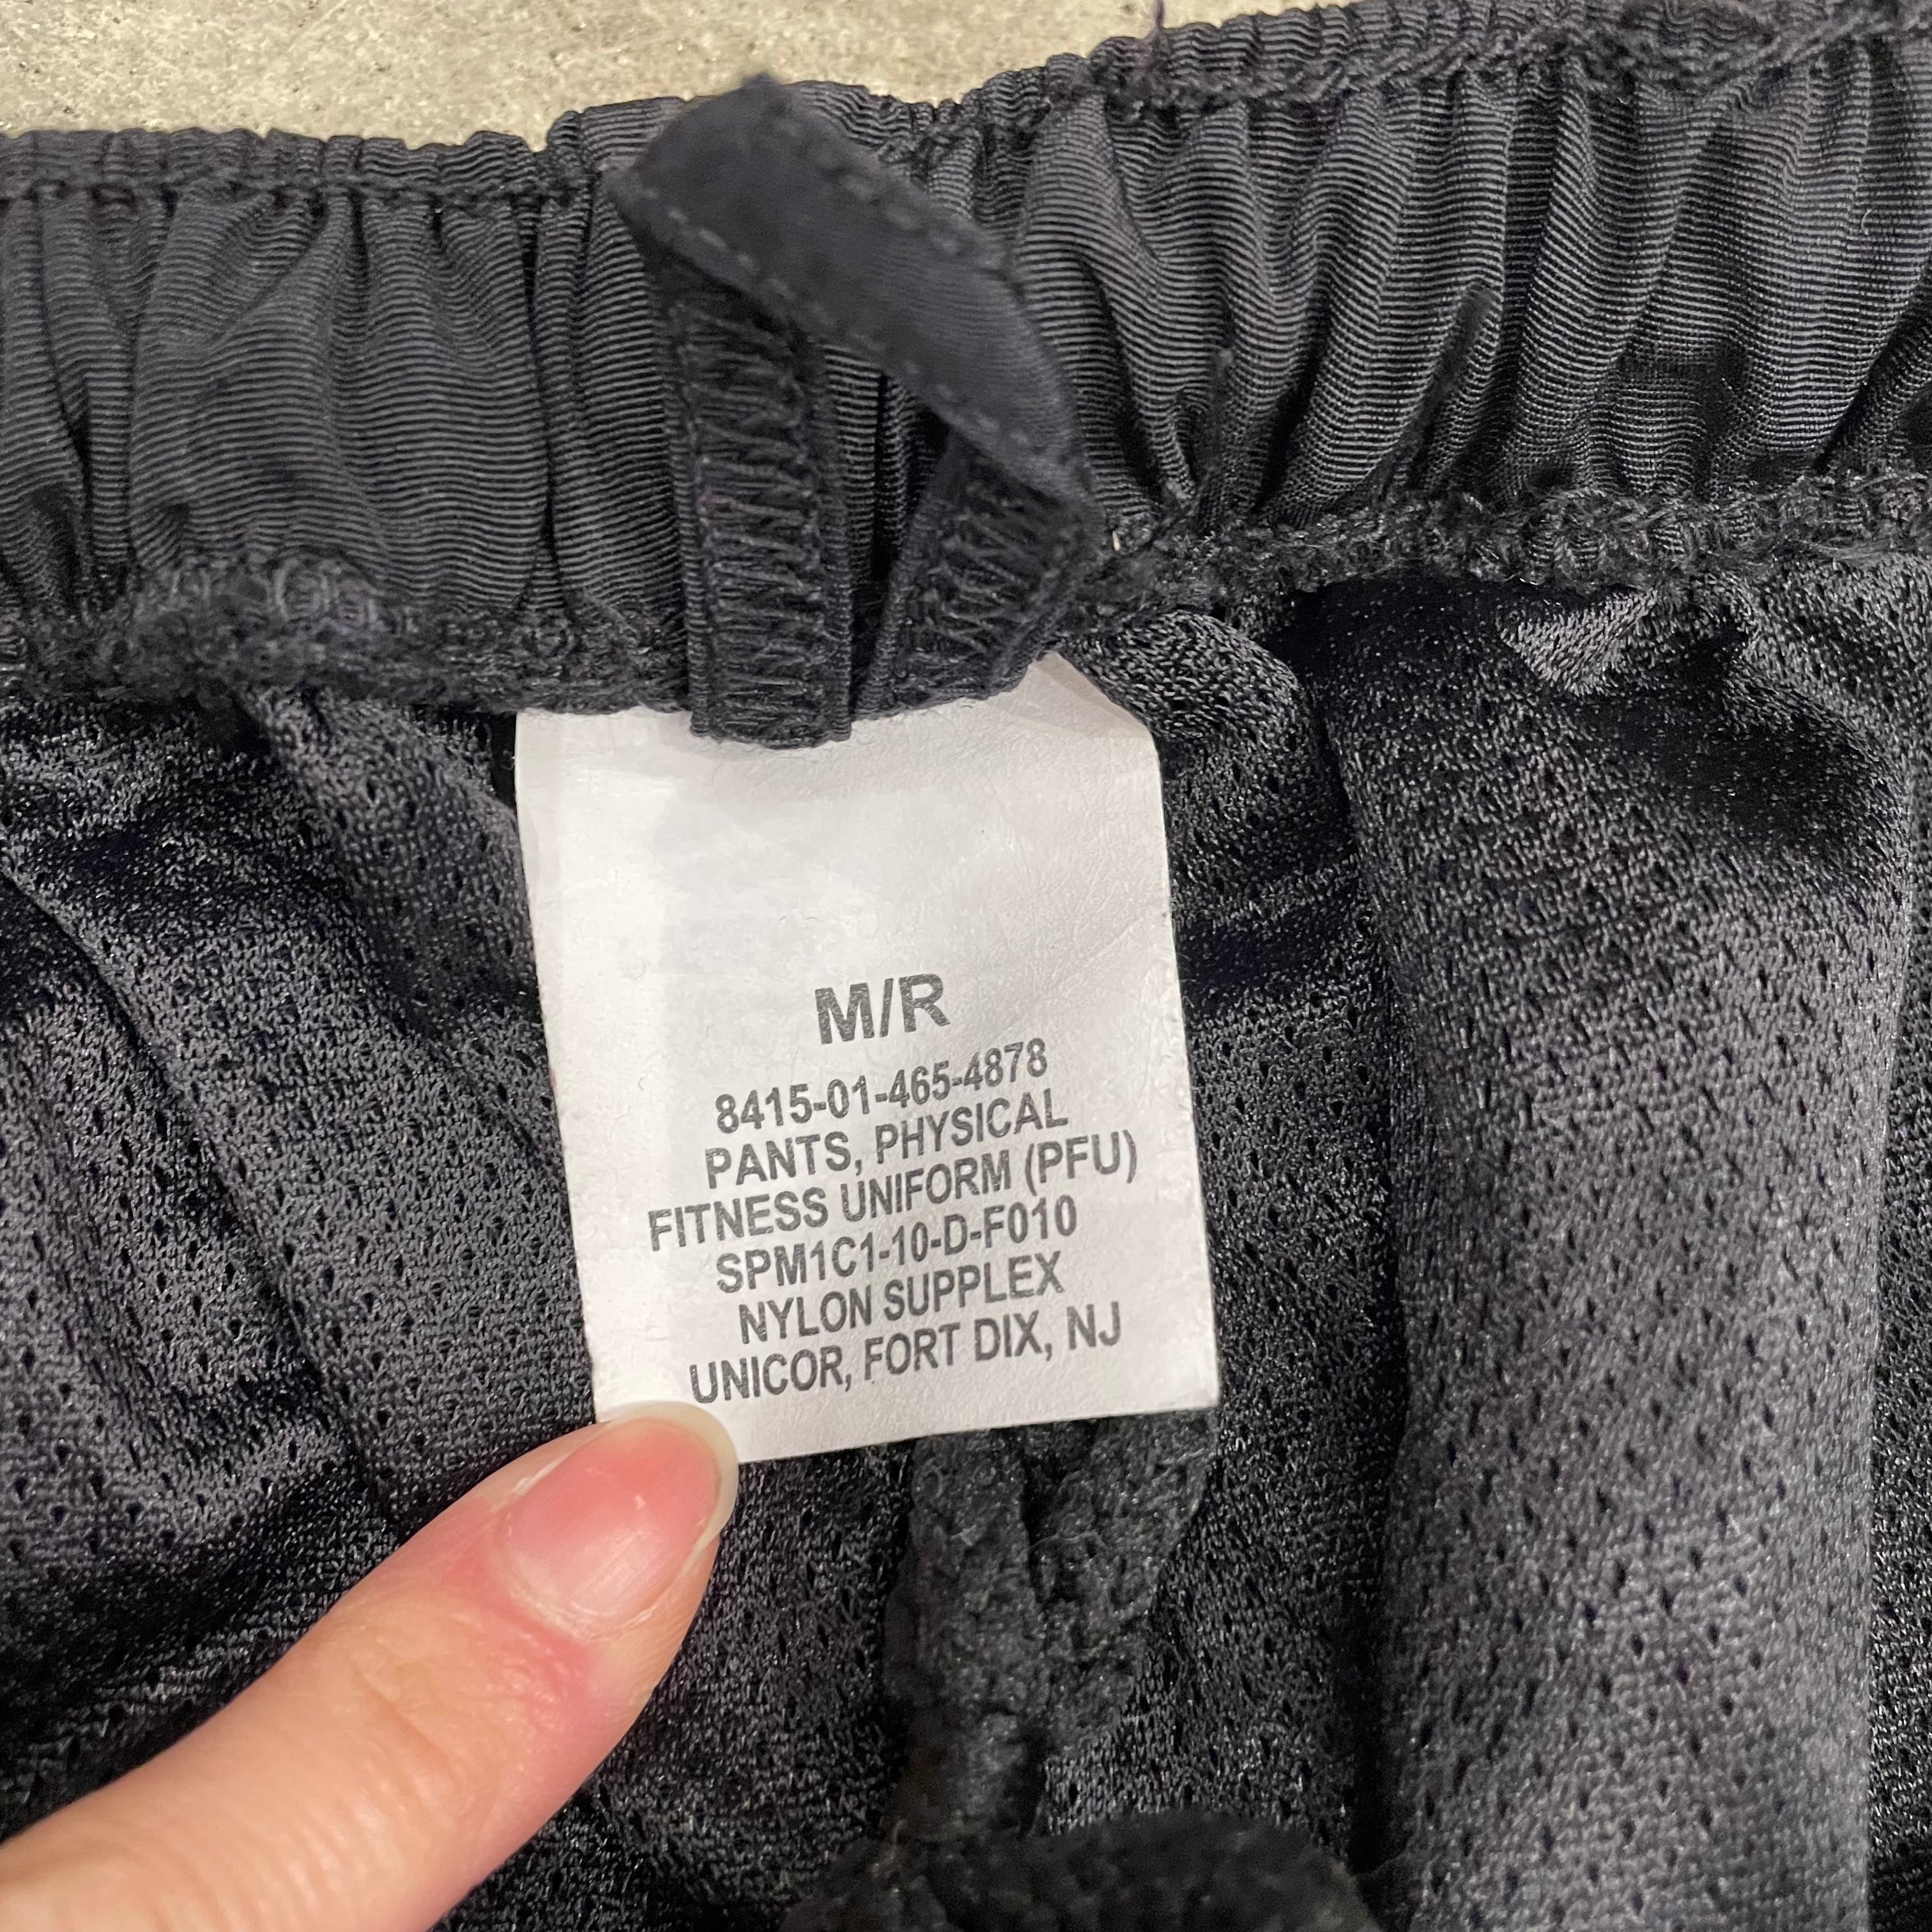 M/R
8415-01-465-4878
PANTS, PHYSICAL
FITNESS UNIFORM (PFU)
SPM1C1-10-D-F010
NYLON SUPPLEX
UNICOR, FORT DIX, NJ